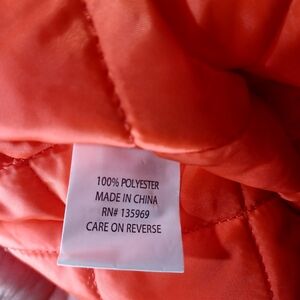 100% POLYESTER
MADE IN CHINA
RN# 135969
CARE ON REVERSE